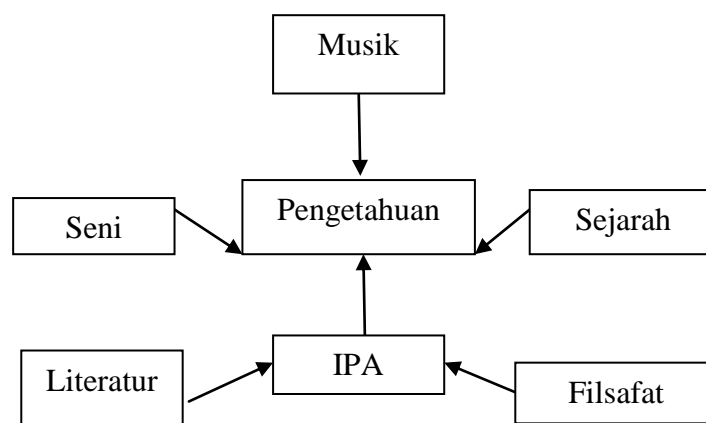 Musik
Pengetahuan
Seni
Sejarah
IPA
Literatur
Filsafat